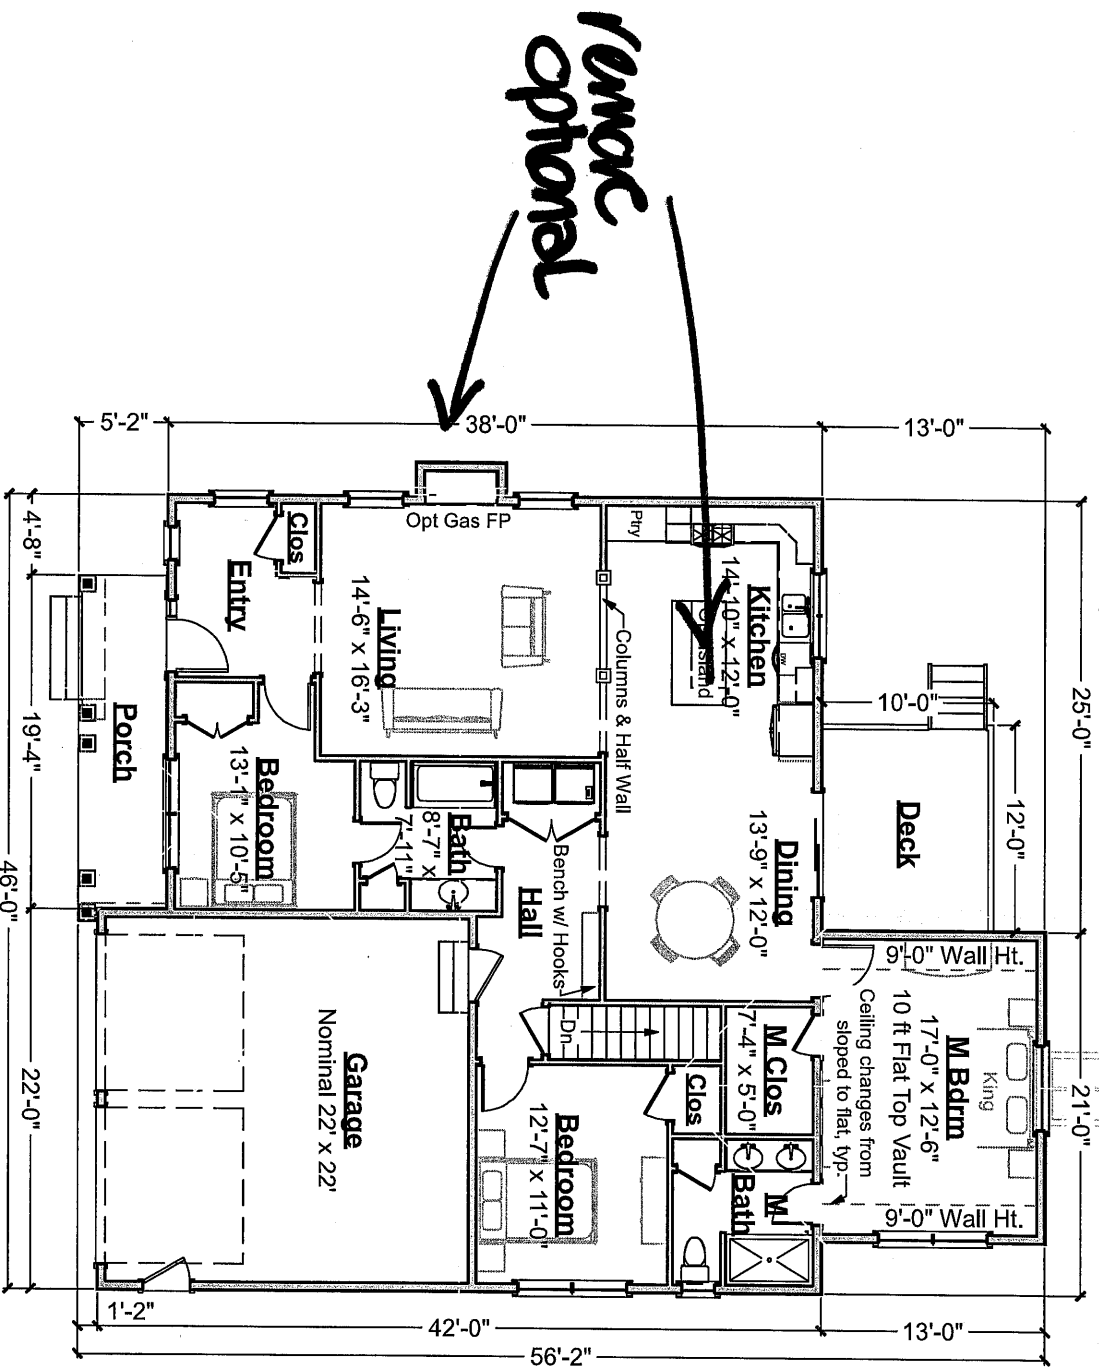 remove
optional
5'-2"
38'-0"
13'-0"
4'-8"
19'-4"
46'-0"
22'-0"
25'-0"
21'-0"
10'-0"
12'-0"
Opt Gas FP
Clos
Entry
Living
14'-6" x 16'-3"
Ptry
Kitchen
14'-10" x 12'-0"
Island
DW
Columns & Half Wall
Porch
Bedroom
13'-1" x 10'-5"
Bath
8'-7" x
7'-11"
Bench w/ Hooks
Hall
Dining
13'-9" x 12'-0"
Deck
9'-0" Wall Ht.
M Bdrm
17'-0" x 12'-6"
10 ft Flat Top Vault
King
Ceiling changes from
sloped to flat, typ.
9'-0" Wall Ht.
Dn
M Clos
7'-4" x 5'-0"
Clos
M
Bath
Bedroom
12'-7" x 11'-0"
Garage
Nominal 22' x 22'
1'-2"
42'-0"
13'-0"
56'-2"